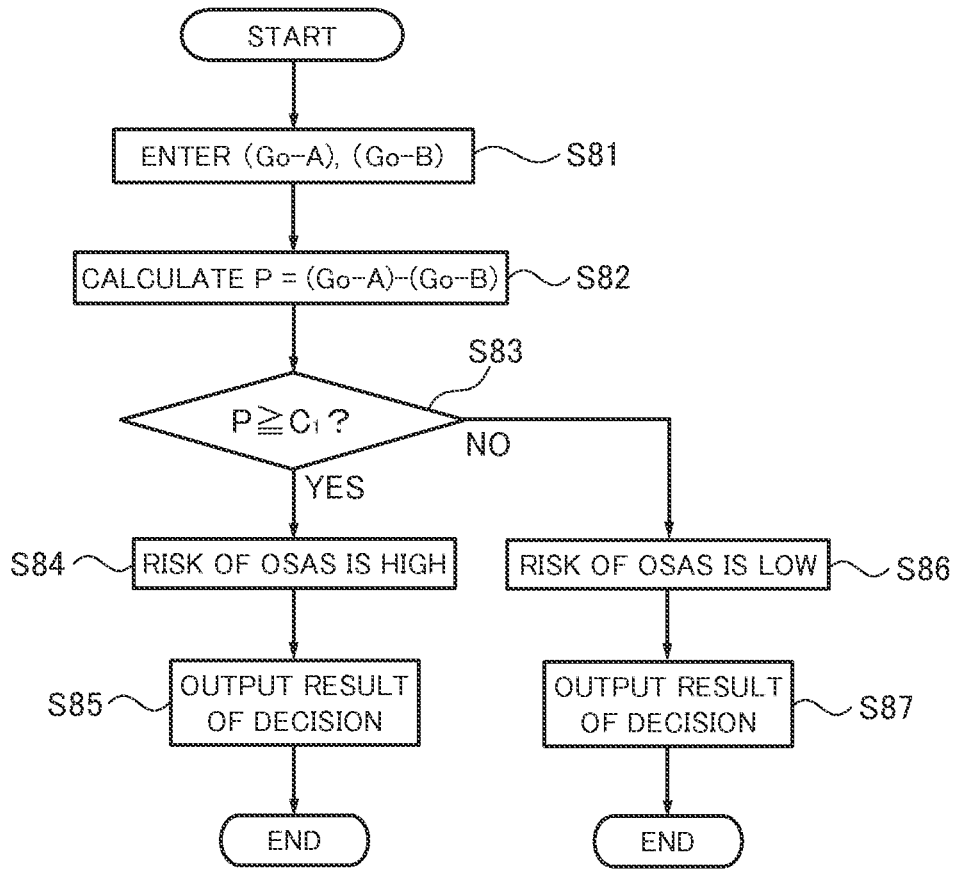 START
ENTER (Go-A), (Go-B)
S81
CALCULATE P = (Go-A)-(Go-B)
S82
S83
P≧C₁?
NO
YES
S84
RISK OF OSAS IS HIGH
RISK OF OSAS IS LOW
S86
S85
OUTPUT RESULT
OF DECISION
OUTPUT RESULT
OF DECISION
S87
END
END